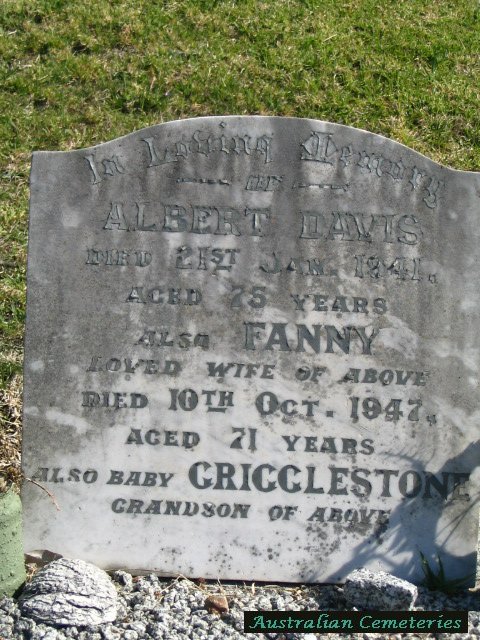 In Loving Memory
OF
ALBERT DAVIS
DIED 21ST JAN. 1941.
AGED 75 YEARS
ALSO FANNY
LOVED WIFE OF ABOVE
DIED 10TH OCT. 1947.
AGED 71 YEARS
ALSO BABY GRIGGLESTONE
GRANDSON OF ABOVE
Australian Cemeteries